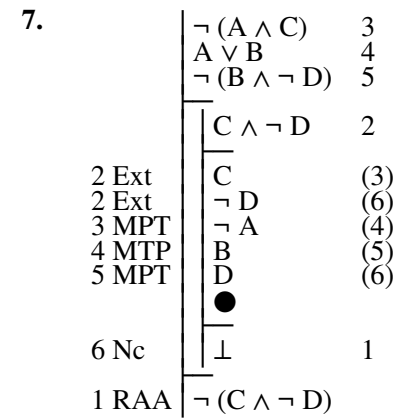 7. ¬ (A ∧ C) 3
A ∨ B 4
¬ (B ∧ ¬ D) 5
C ∧ ¬ D 2
2 Ext C (3)
2 Ext ¬ D (6)
3 MPT ¬ A (4)
4 MTP B (5)
5 MPT D (6)
●
6 Nc ⊥ 1
1 RAA ¬ (C ∧ ¬ D)